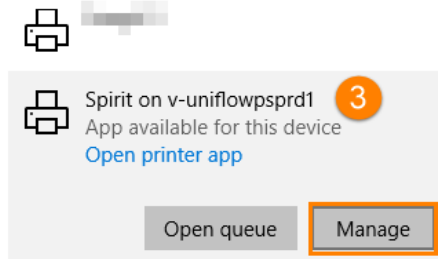 Spirit on v-uniflowpsprd1
3
App available for this device
Open printer app
Open queue
Manage